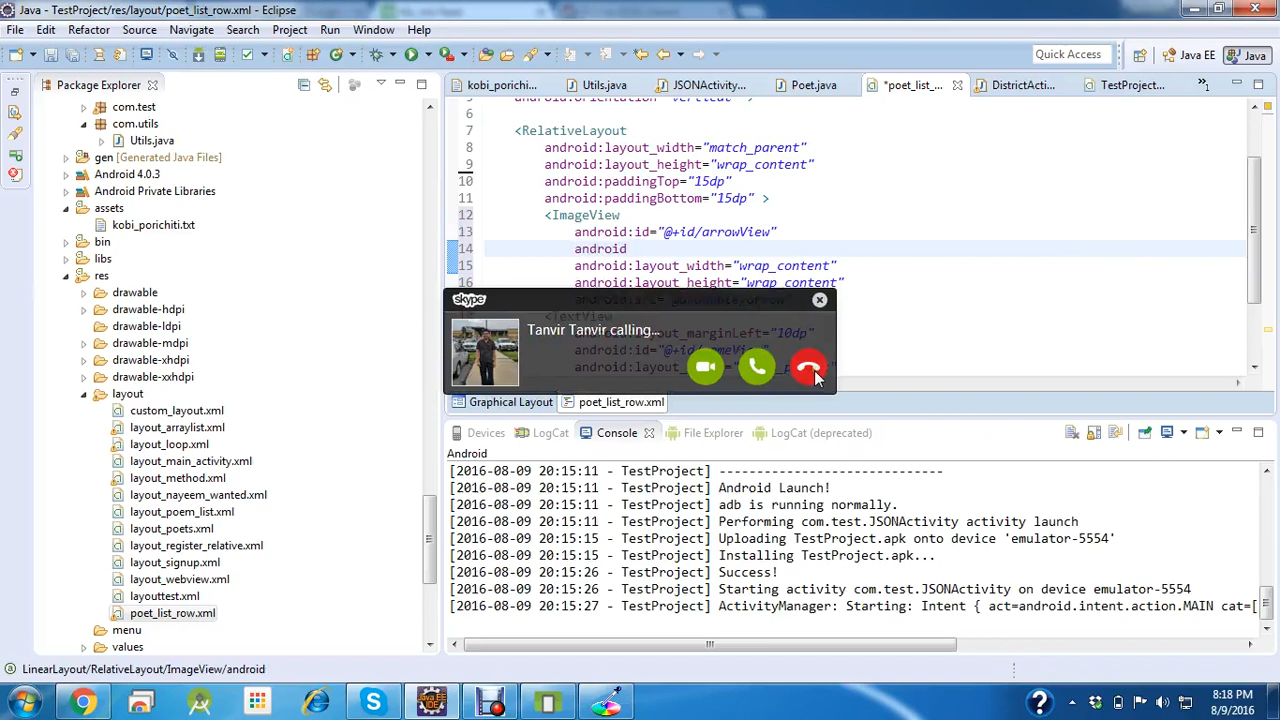 Java - TestProject/res/layout/poet_list_row.xml - Eclipse
File Edit Refactor Source Navigate Search Project Run Window Help
Quick Access Java EE Java
Package Explorer
kobi_porichi... Utils.java JSONActivity... Poet.java *poet_list_... DistrictActi... TestProject... »1
com.test
com.utils
Utils.java
gen [Generated Java Files]
Android 4.0.3
Android Private Libraries
assets
kobi_porichiti.txt
bin
libs
res
drawable
drawable-hdpi
drawable-ldpi
drawable-mdpi
drawable-xhdpi
drawable-xxhdpi
layout
custom_layout.xml
layout_arraylist.xml
layout_loop.xml
layout_main_activity.xml
layout_method.xml
layout_nayeem_wanted.xml
layout_poem_list.xml
layout_poets.xml
layout_register_relative.xml
layout_signup.xml
layout_webview.xml
layouttest.xml
poet_list_row.xml
menu
values
6
7 <RelativeLayout
8 android:layout_width="match_parent"
9 android:layout_height="wrap_content"
10 android:paddingTop="15dp"
11 android:paddingBottom="15dp" >
12 <ImageView
13 android:id="@+id/arrowView"
14 android
15 android:layout_width="wrap_content"
16 android:layout_height="wrap_content"
skype
Tanvir Tanvir calling...
Graphical Layout poet_list_row.xml
Devices LogCat Console File Explorer LogCat (deprecated)
Android
[2016-08-09 20:15:11 - TestProject] ------------------------------
[2016-08-09 20:15:11 - TestProject] Android Launch!
[2016-08-09 20:15:11 - TestProject] adb is running normally.
[2016-08-09 20:15:11 - TestProject] Performing com.test.JSONActivity activity launch
[2016-08-09 20:15:15 - TestProject] Uploading TestProject.apk onto device 'emulator-5554'
[2016-08-09 20:15:15 - TestProject] Installing TestProject.apk...
[2016-08-09 20:15:26 - TestProject] Success!
[2016-08-09 20:15:26 - TestProject] Starting activity com.test.JSONActivity on device emulator-5554
[2016-08-09 20:15:27 - TestProject] ActivityManager: Starting: Intent { act=android.intent.action.MAIN cat=[
LinearLayout/RelativeLayout/ImageView/android
8:18 PM
8/9/2016